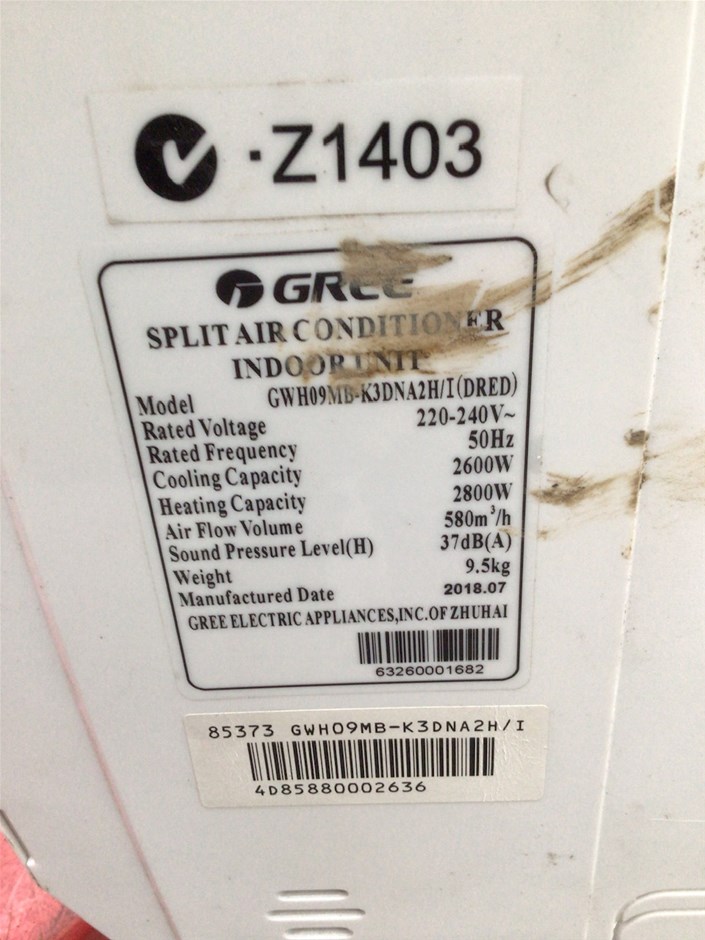 ·Z1403
GREE
SPLIT AIR CONDITIONER
INDOOR UNIT
Model GWH09MB-K3DNA2H/I(DRED)
Rated Voltage 220-240V~
Rated Frequency 50Hz
Cooling Capacity 2600W
Heating Capacity 2800W
Air Flow Volume 580m³/h
Sound Pressure Level(H) 37dB(A)
Weight 9.5kg
Manufactured Date 2018.07
GREE ELECTRIC APPLIANCES,INC.OF ZHUHAI
63260001682
85373 GWH09MB-K3DNA2H/I
4D85880002636